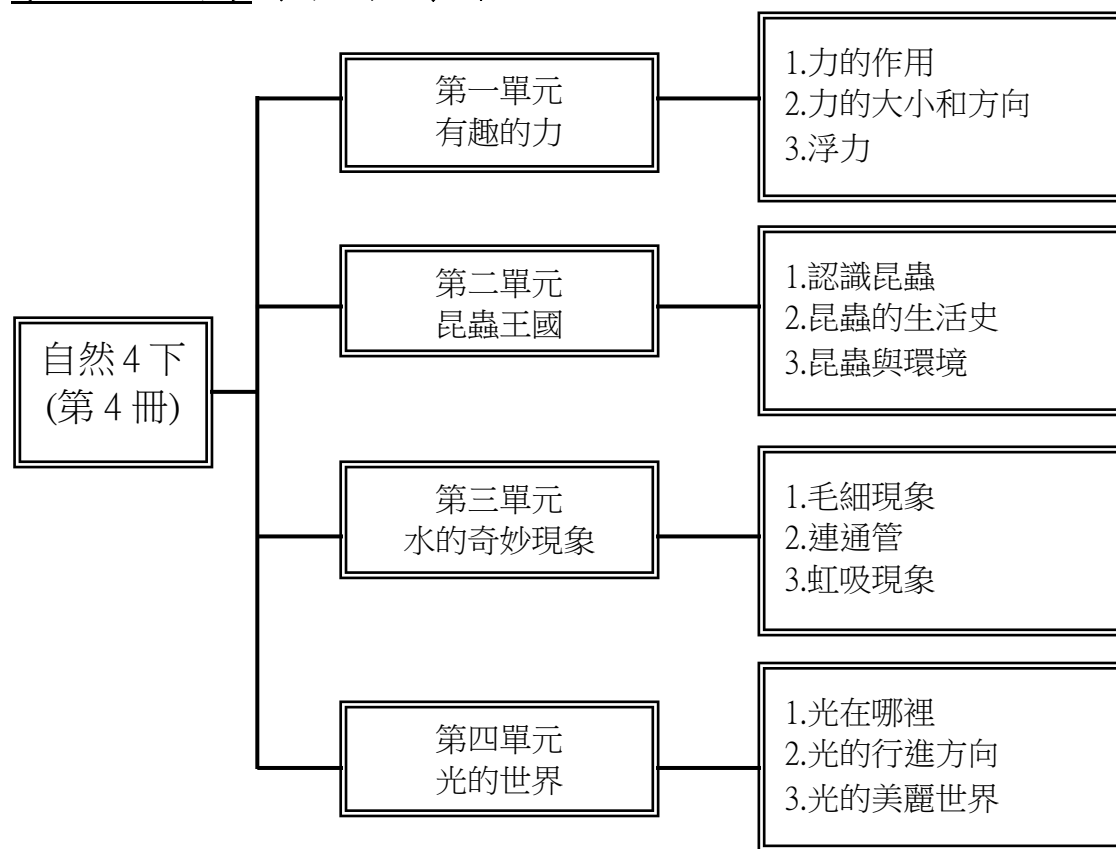 自然 4 下
(第 4 冊)
第一單元
有趣的力
1.力的作用
2.力的大小和方向
3.浮力
第二單元
昆蟲王國
1.認識昆蟲
2.昆蟲的生活史
3.昆蟲與環境
第三單元
水的奇妙現象
1.毛細現象
2.連通管
3.虹吸現象
第四單元
光的世界
1.光在哪裡
2.光的行進方向
3.光的美麗世界